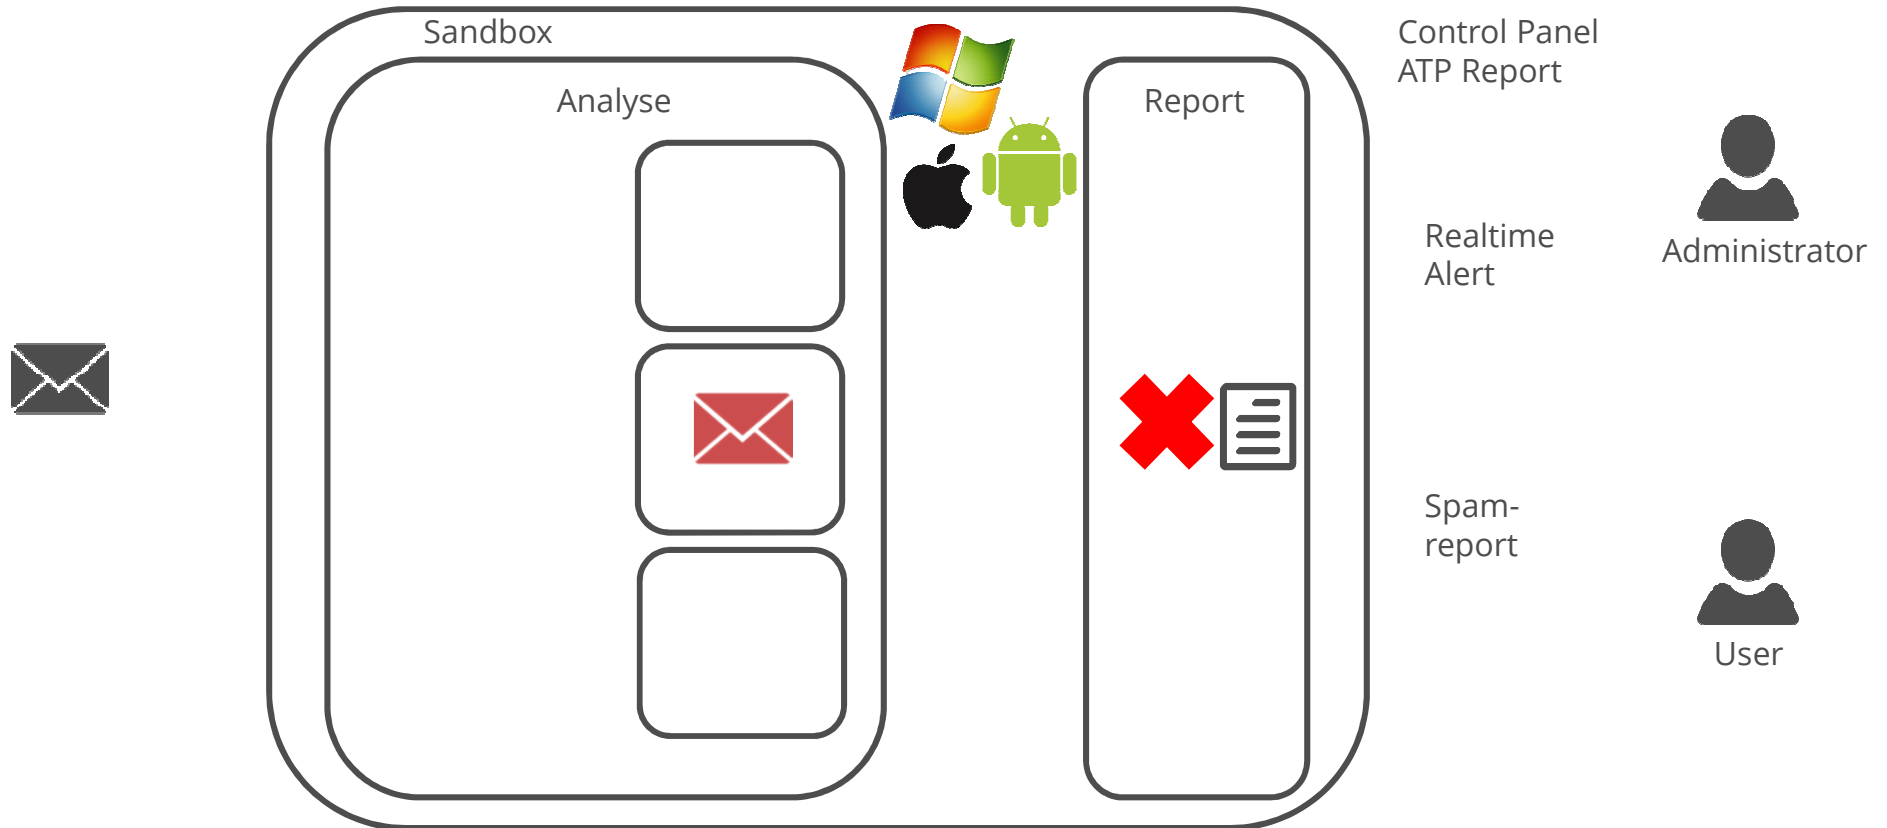 Sandbox
Analyse
Report
Control Panel
ATP Report
Realtime
Alert
Administrator
Spam-
report
User